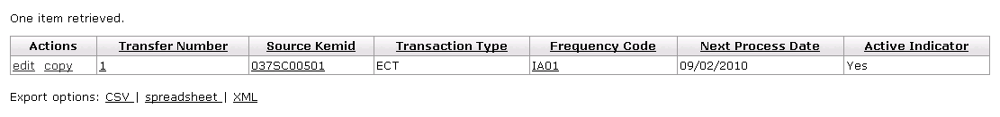 One item retrieved.
Actions Transfer Number Source Kemid Transaction Type Frequency Code Next Process Date Active Indicator
edit copy 1 037SC00501 ECT IA01 09/02/2010 Yes
Export options: CSV | spreadsheet | XML